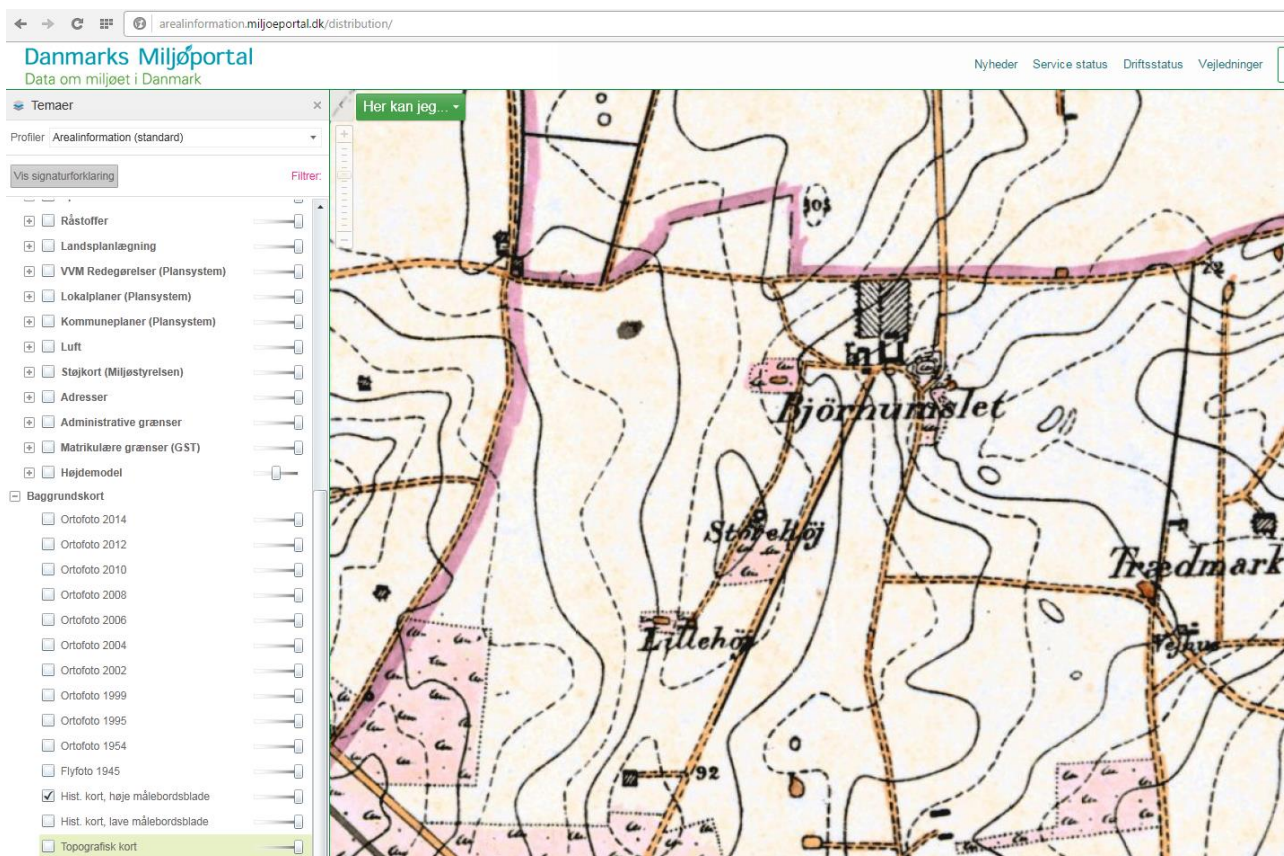 arealinformation.miljoeportal.dk/distribution/
Danmarks Miljøportal
Data om miljøet i Danmark
Nyheder Service status Driftsstatus Vejledninger
Temaer
Her kan jeg...
Profiler Arealinformation (standard)
Vis signaturforklaring
Filtrer:
Råstoffer
Landsplanlægning
VVM Redegørelser (Plansystem)
Lokalplaner (Plansystem)
Kommuneplaner (Plansystem)
Luft
Støjkort (Miljøstyrelsen)
Adresser
Administrative grænser
Matrikulære grænser (GST)
Højdemodel
Baggrundskort
Ortofoto 2014
Ortofoto 2012
Ortofoto 2010
Ortofoto 2008
Ortofoto 2006
Ortofoto 2004
Ortofoto 2002
Ortofoto 1999
Ortofoto 1995
Ortofoto 1954
Flyfoto 1945
Hist. kort, høje målebordsblade
Hist. kort, lave målebordsblade
Topografisk kort
103
22
Björnumslet
Storehöj
Trædmark
Lillehöj
Vejhus
92